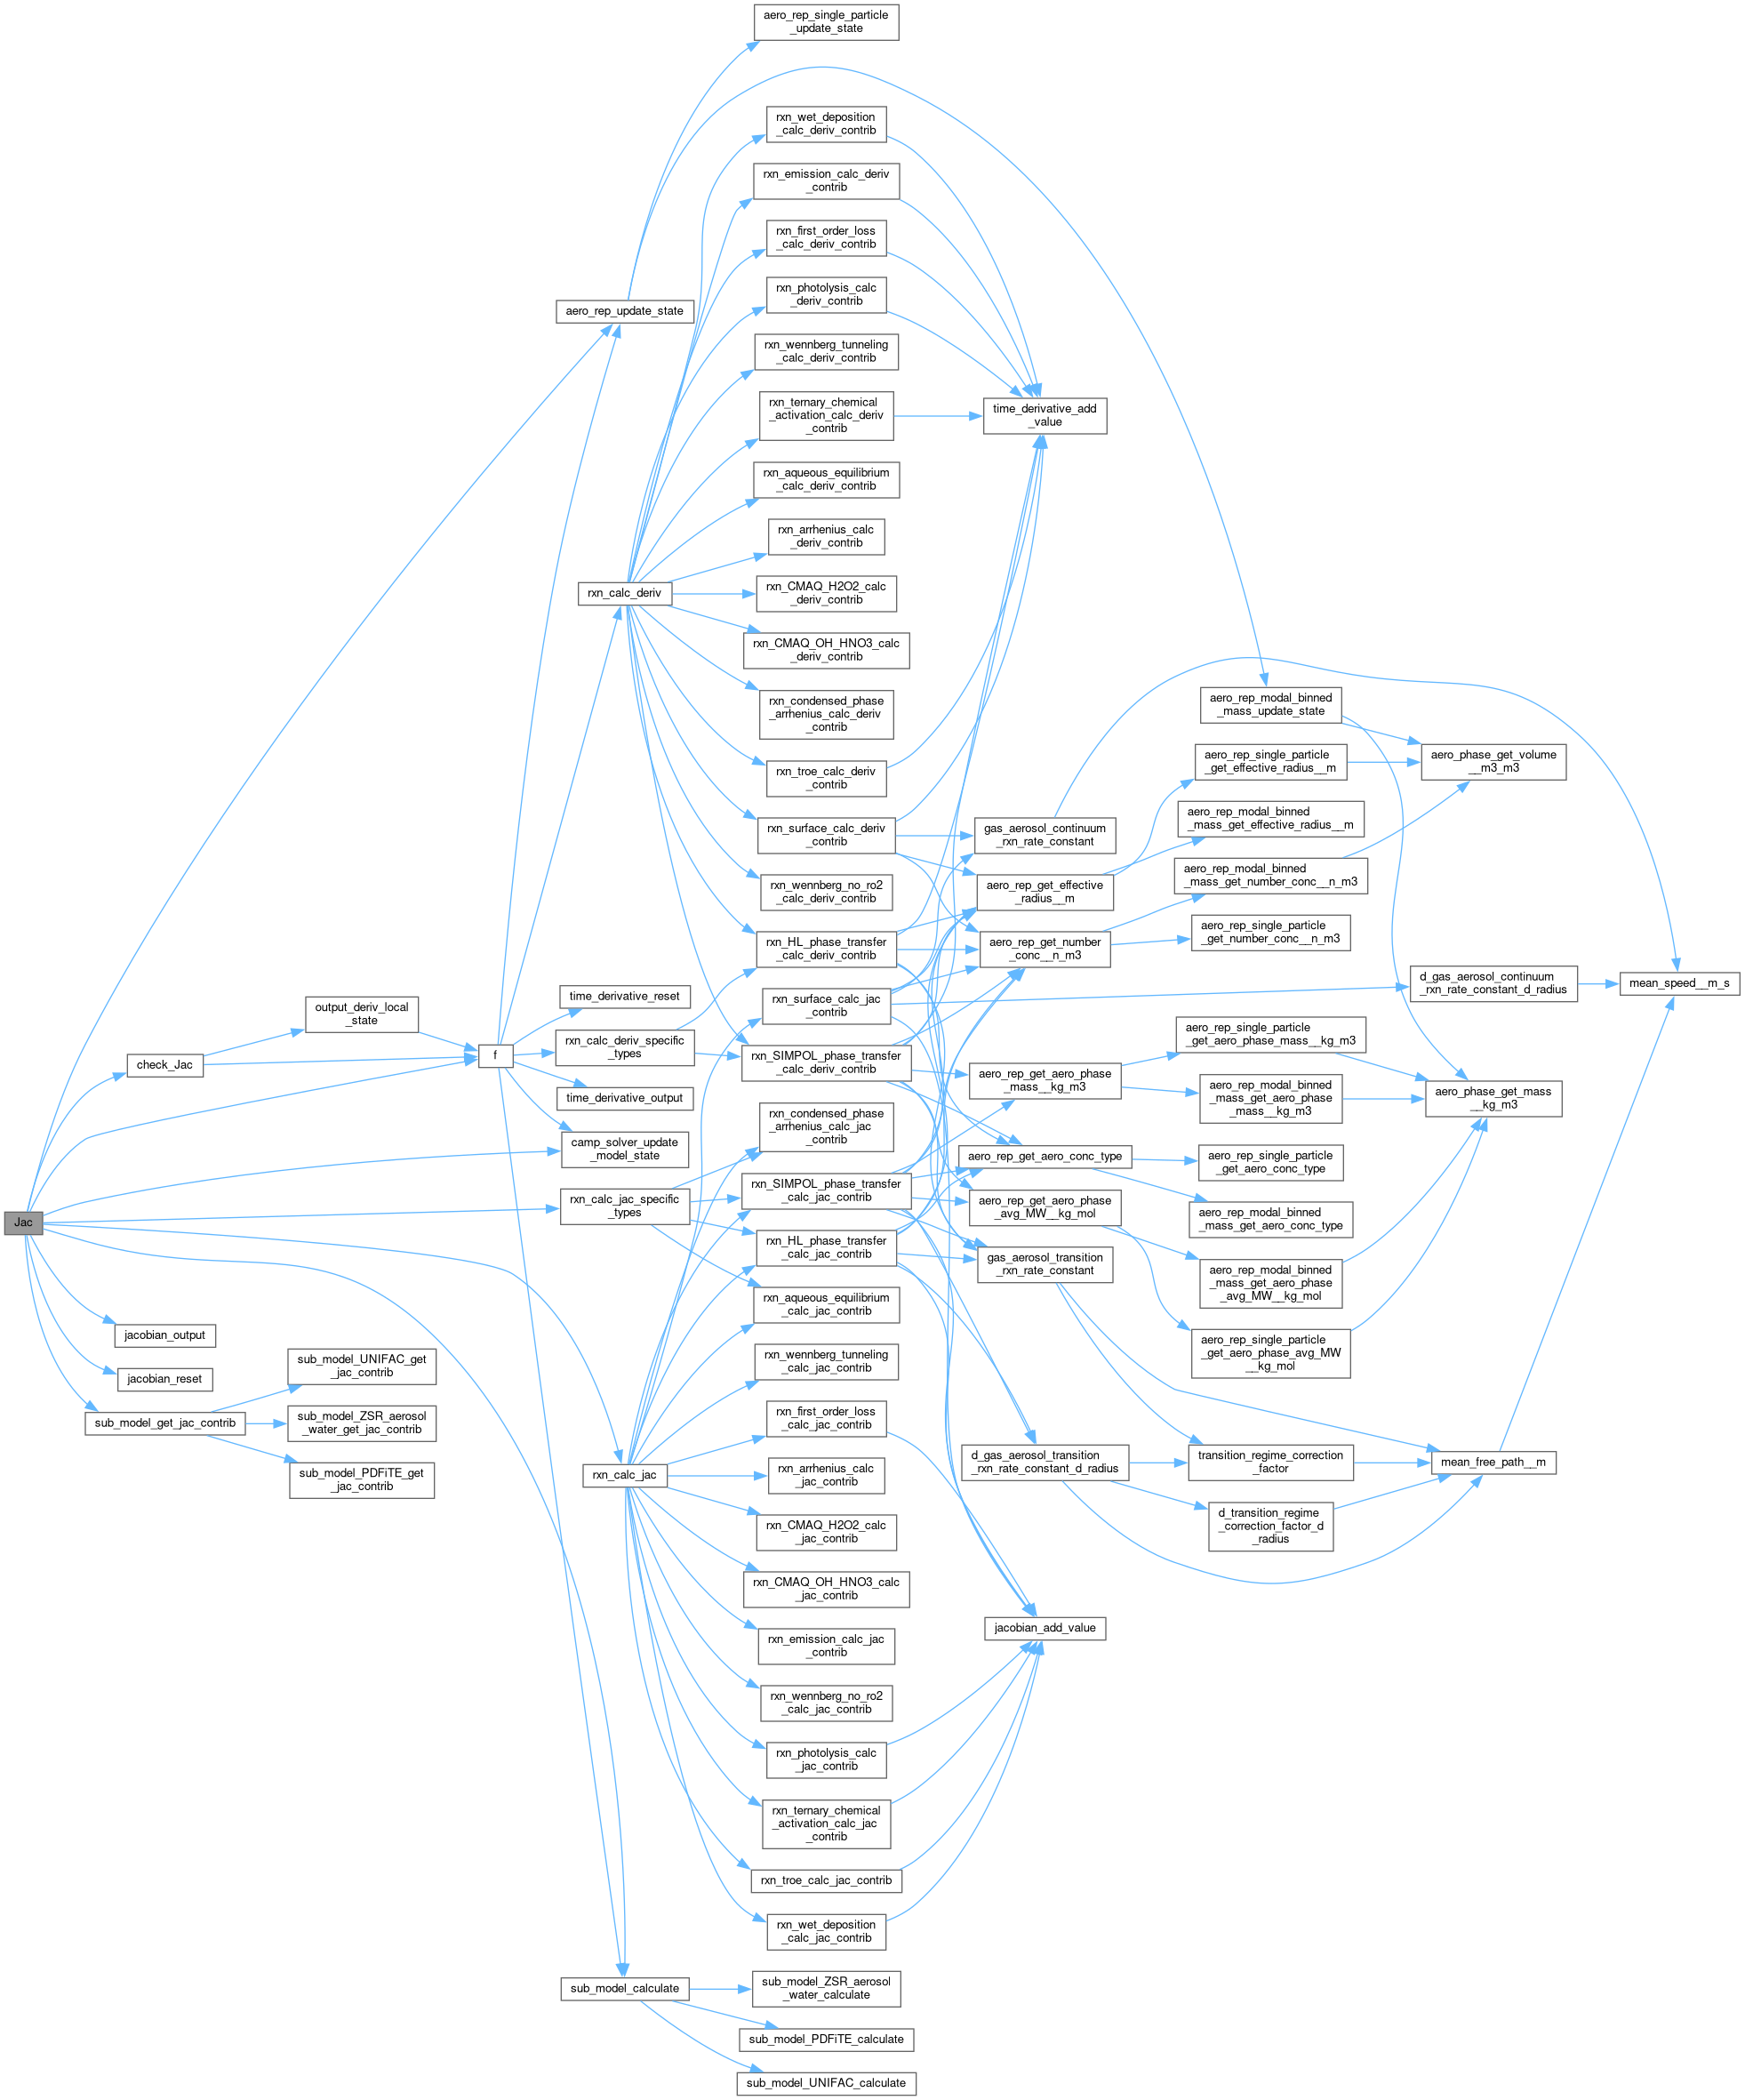 aero_rep_single_particle
_update_state
rxn_wet_deposition
_calc_deriv_contrib
rxn_emission_calc_deriv
_contrib
rxn_first_order_loss
_calc_deriv_contrib
rxn_photolysis_calc
_deriv_contrib
aero_rep_update_state
rxn_wennberg_tunneling
_calc_deriv_contrib
rxn_ternary_chemical
_activation_calc_deriv
_contrib
time_derivative_add
_value
rxn_aqueous_equilibrium
_calc_deriv_contrib
rxn_arrhenius_calc
_deriv_contrib
rxn_calc_deriv
rxn_CMAQ_H2O2_calc
_deriv_contrib
rxn_CMAQ_OH_HNO3_calc
_deriv_contrib
rxn_condensed_phase
_arrhenius_calc_deriv
_contrib
aero_rep_modal_binned
_mass_update_state
rxn_troe_calc_deriv
_contrib
aero_rep_single_particle
_get_effective_radius__m
aero_phase_get_volume
__m3_m3
rxn_surface_calc_deriv
_contrib
gas_aerosol_continuum
_rxn_rate_constant
aero_rep_modal_binned
_mass_get_effective_radius__m
rxn_wennberg_no_ro2
_calc_deriv_contrib
aero_rep_get_effective
_radius__m
aero_rep_modal_binned
_mass_get_number_conc__n_m3
rxn_HL_phase_transfer
_calc_deriv_contrib
aero_rep_get_number
_conc__n_m3
aero_rep_single_particle
_get_number_conc__n_m3
time_derivative_reset
rxn_surface_calc_jac
_contrib
d_gas_aerosol_continuum
_rxn_rate_constant_d_radius
mean_speed__m_s
output_deriv_local
_state
check_Jac
f
rxn_calc_deriv_specific
_types
rxn_SIMPOL_phase_transfer
_calc_deriv_contrib
aero_rep_get_aero_phase
_mass__kg_m3
aero_rep_single_particle
_get_aero_phase_mass__kg_m3
time_derivative_output
aero_rep_modal_binned
_mass_get_aero_phase
_mass__kg_m3
aero_phase_get_mass
__kg_m3
camp_solver_update
_model_state
rxn_condensed_phase
_arrhenius_calc_jac
_contrib
aero_rep_get_aero_conc_type
aero_rep_single_particle
_get_aero_conc_type
Jac
rxn_calc_jac_specific
_types
rxn_SIMPOL_phase_transfer
_calc_jac_contrib
aero_rep_get_aero_phase
_avg_MW__kg_mol
aero_rep_modal_binned
_mass_get_aero_conc_type
rxn_HL_phase_transfer
_calc_jac_contrib
gas_aerosol_transition
_rxn_rate_constant
aero_rep_modal_binned
_mass_get_aero_phase
_avg_MW__kg_mol
jacobian_output
rxn_aqueous_equilibrium
_calc_jac_contrib
aero_rep_single_particle
_get_aero_phase_avg_MW
__kg_mol
jacobian_reset
sub_model_UNIFAC_get
_jac_contrib
rxn_wennberg_tunneling
_calc_jac_contrib
sub_model_get_jac_contrib
sub_model_ZSR_aerosol
_water_get_jac_contrib
rxn_first_order_loss
_calc_jac_contrib
sub_model_PDFiTE_get
_jac_contrib
rxn_calc_jac
rxn_arrhenius_calc
_jac_contrib
d_gas_aerosol_transition
_rxn_rate_constant_d_radius
transition_regime_correction
_factor
mean_free_path__m
rxn_CMAQ_H2O2_calc
_jac_contrib
d_transition_regime
_correction_factor_d
_radius
rxn_CMAQ_OH_HNO3_calc
_jac_contrib
rxn_emission_calc_jac
_contrib
jacobian_add_value
rxn_wennberg_no_ro2
_calc_jac_contrib
rxn_photolysis_calc
_jac_contrib
rxn_ternary_chemical
_activation_calc_jac
_contrib
rxn_troe_calc_jac_contrib
rxn_wet_deposition
_calc_jac_contrib
sub_model_calculate
sub_model_ZSR_aerosol
_water_calculate
sub_model_PDFiTE_calculate
sub_model_UNIFAC_calculate